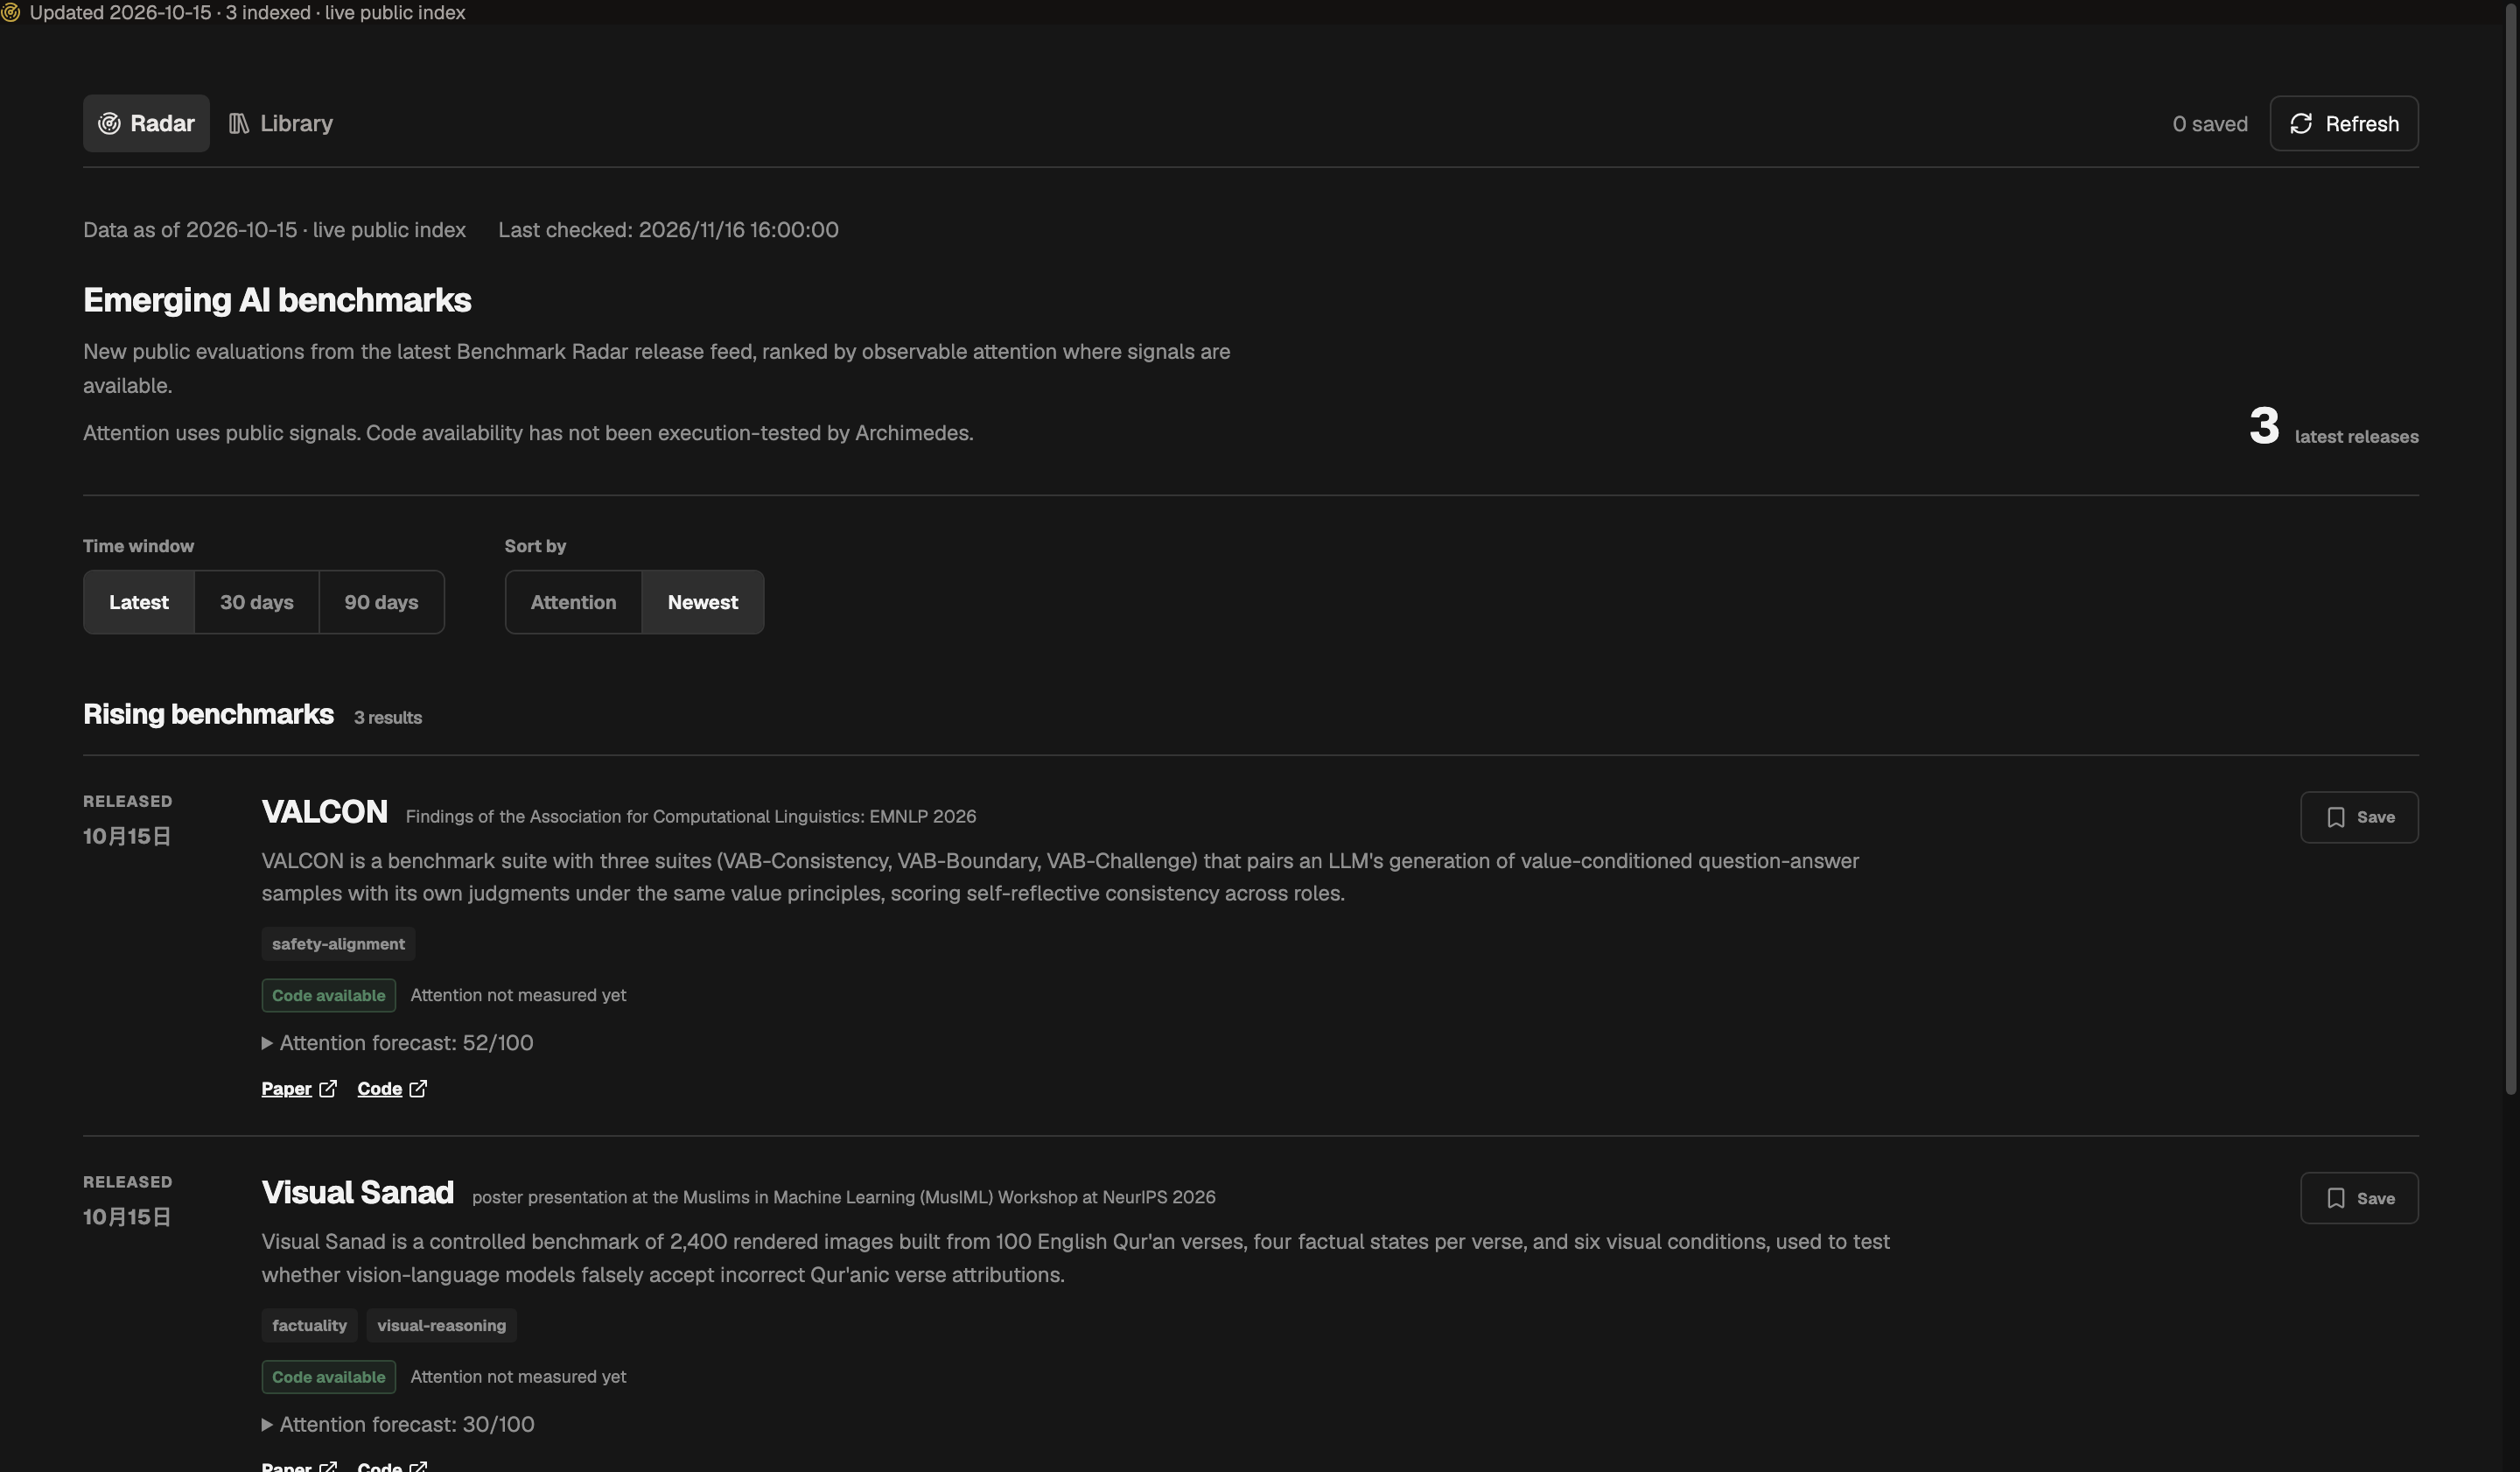 Updated 2026-10-15 · 3 indexed · live public index
Radar
Library
0 saved
Refresh
Data as of 2026-10-15 · live public index
Last checked: 2026/11/16 16:00:00
Emerging AI benchmarks
New public evaluations from the latest Benchmark Radar release feed, ranked by observable attention where signals are
available.
Attention uses public signals. Code availability has not been execution-tested by Archimedes.
3 latest releases
Time window
Latest
30 days
90 days
Sort by
Attention
Newest
Rising benchmarks 3 results
RELEASED
10月15日
VALCON Findings of the Association for Computational Linguistics: EMNLP 2026
Save
VALCON is a benchmark suite with three suites (VAB-Consistency, VAB-Boundary, VAB-Challenge) that pairs an LLM's generation of value-conditioned question-answer
samples with its own judgments under the same value principles, scoring self-reflective consistency across roles.
safety-alignment
Code available Attention not measured yet
Attention forecast: 52/100
Paper Code
RELEASED
10月15日
Visual Sanad poster presentation at the Muslims in Machine Learning (MusIML) Workshop at NeurIPS 2026
Save
Visual Sanad is a controlled benchmark of 2,400 rendered images built from 100 English Qur'an verses, four factual states per verse, and six visual conditions, used to test
whether vision-language models falsely accept incorrect Qur'anic verse attributions.
factuality visual-reasoning
Code available Attention not measured yet
Attention forecast: 30/100
Paper Code